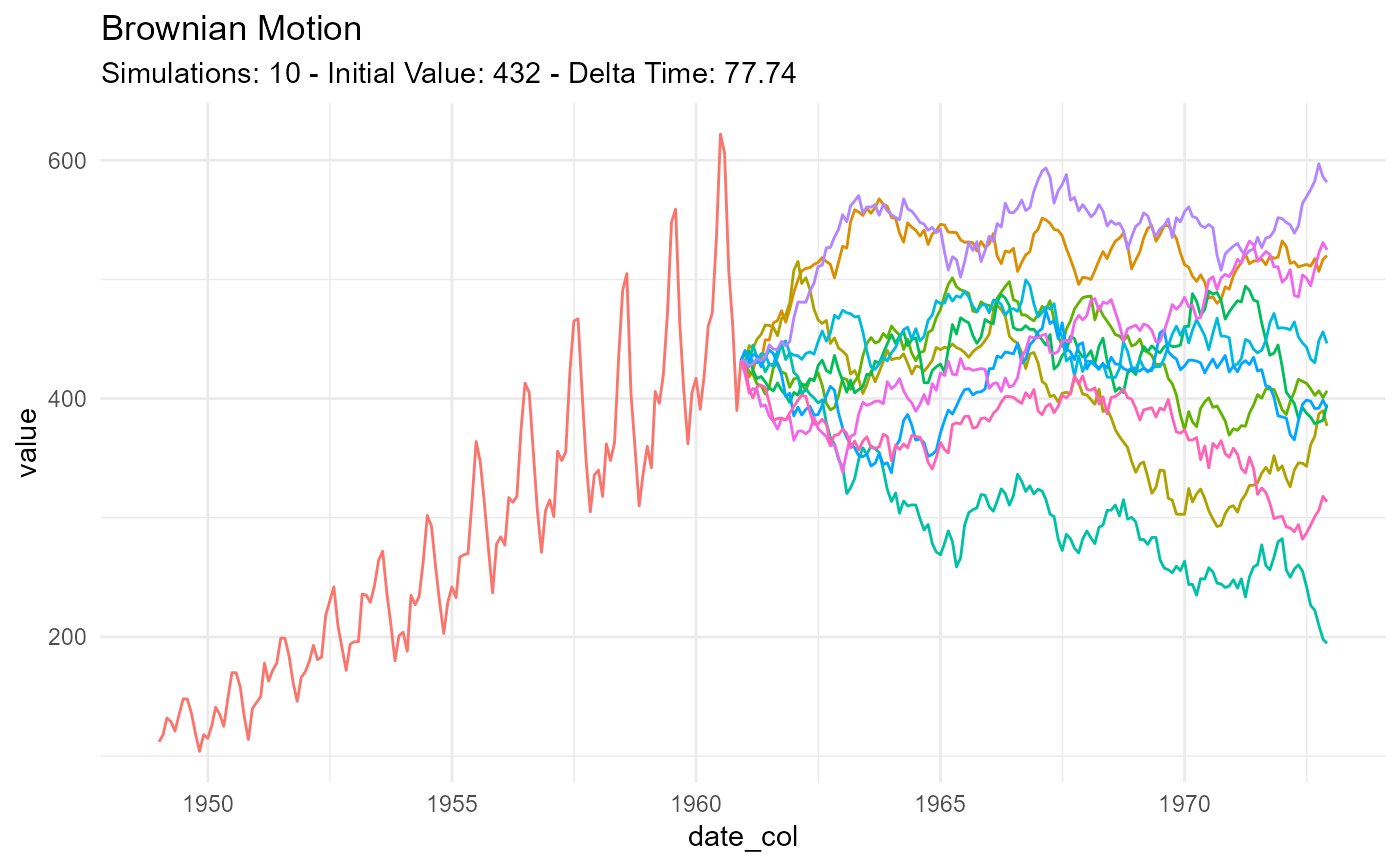 Brownian Motion
Simulations: 10 - Initial Value: 432 - Delta Time: 77.74
600
400
200
value
1950 1955 1960 1965 1970
date_col